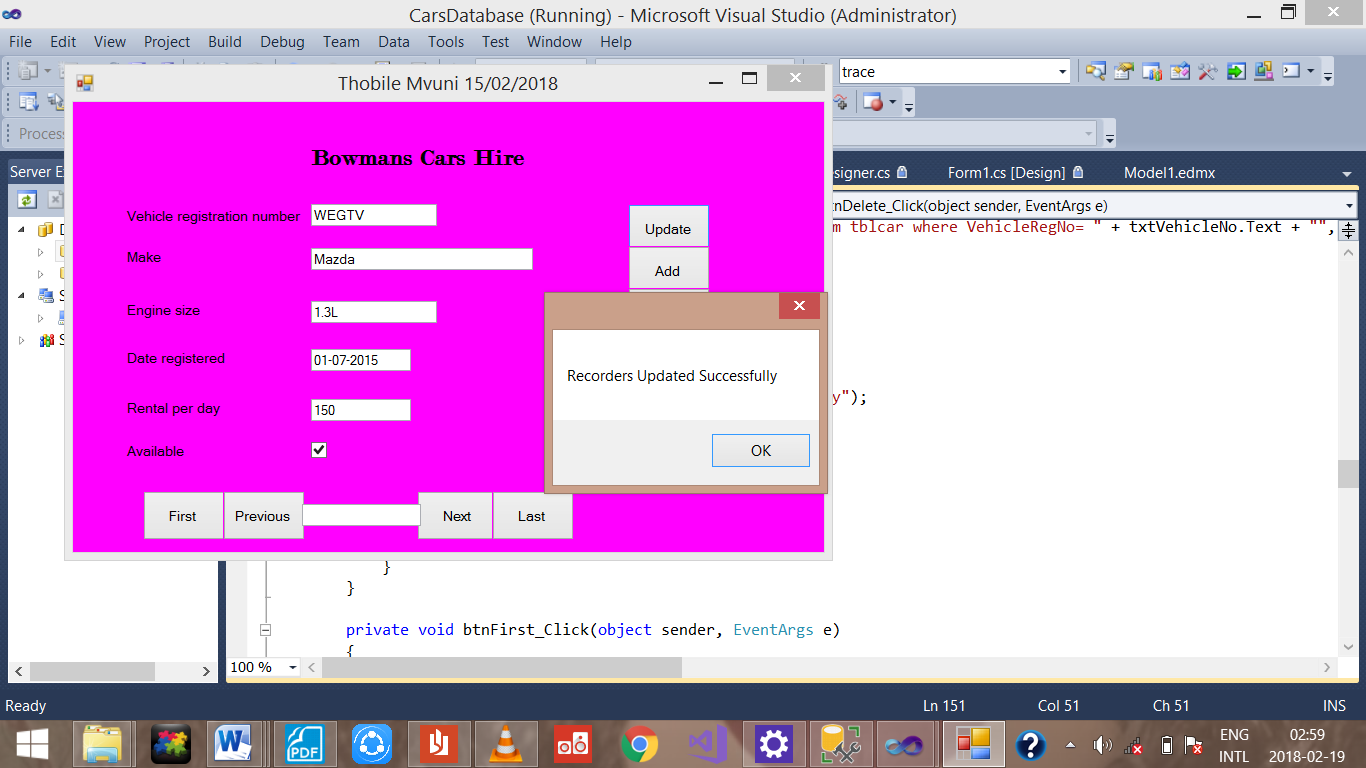 CarsDatabase (Running) - Microsoft Visual Studio (Administrator)
File Edit View Project Build Debug Team Data Tools Test Window Help
trace
Thobile Mvuni 15/02/2018
Process
Server E
signer.cs Form1.cs [Design] Model1.edmx
tnDelete_Click(object sender, EventArgs e)
m tblcar where VehicleRegNo= " + txtVehicleNo.Text + "",
Bowmans Cars Hire
Vehicle registration number WEGTV
Update
Make Mazda
Add
Engine size 1.3L
Date registered 01-07-2015
Recorders Updated Successfully
y");
Rental per day 150
Available
OK
First Previous Next Last
}
}
private void btnFirst_Click(object sender, EventArgs e)
{
100 %
Ready Ln 151 Col 51 Ch 51 INS
PDF
ENG 02:59
INTL 2018-02-19